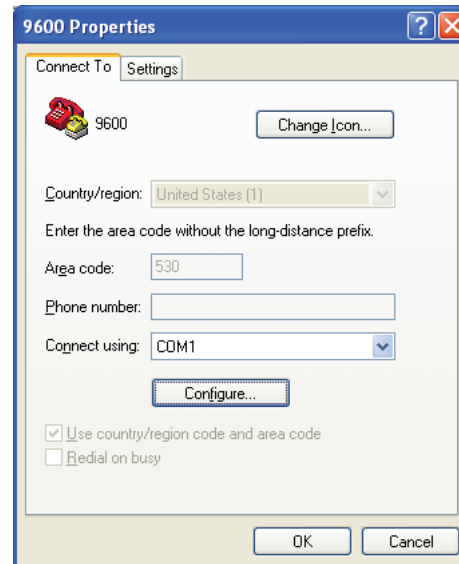 9600 Properties
Connect To Settings
9600 Change Icon...
Country/region: United States (1)
Enter the area code without the long-distance prefix.
Area code: 530
Phone number:
Connect using: COM1
Configure...
Use country/region code and area code
Redial on busy
OK Cancel